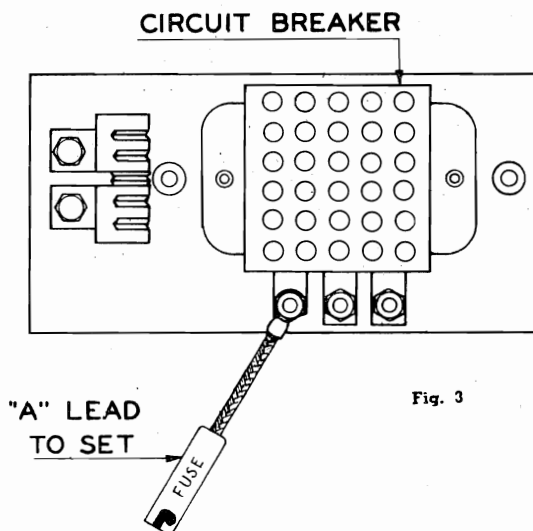 CIRCUIT BREAKER
Fig. 3
"A" LEAD
TO SET
FUSE